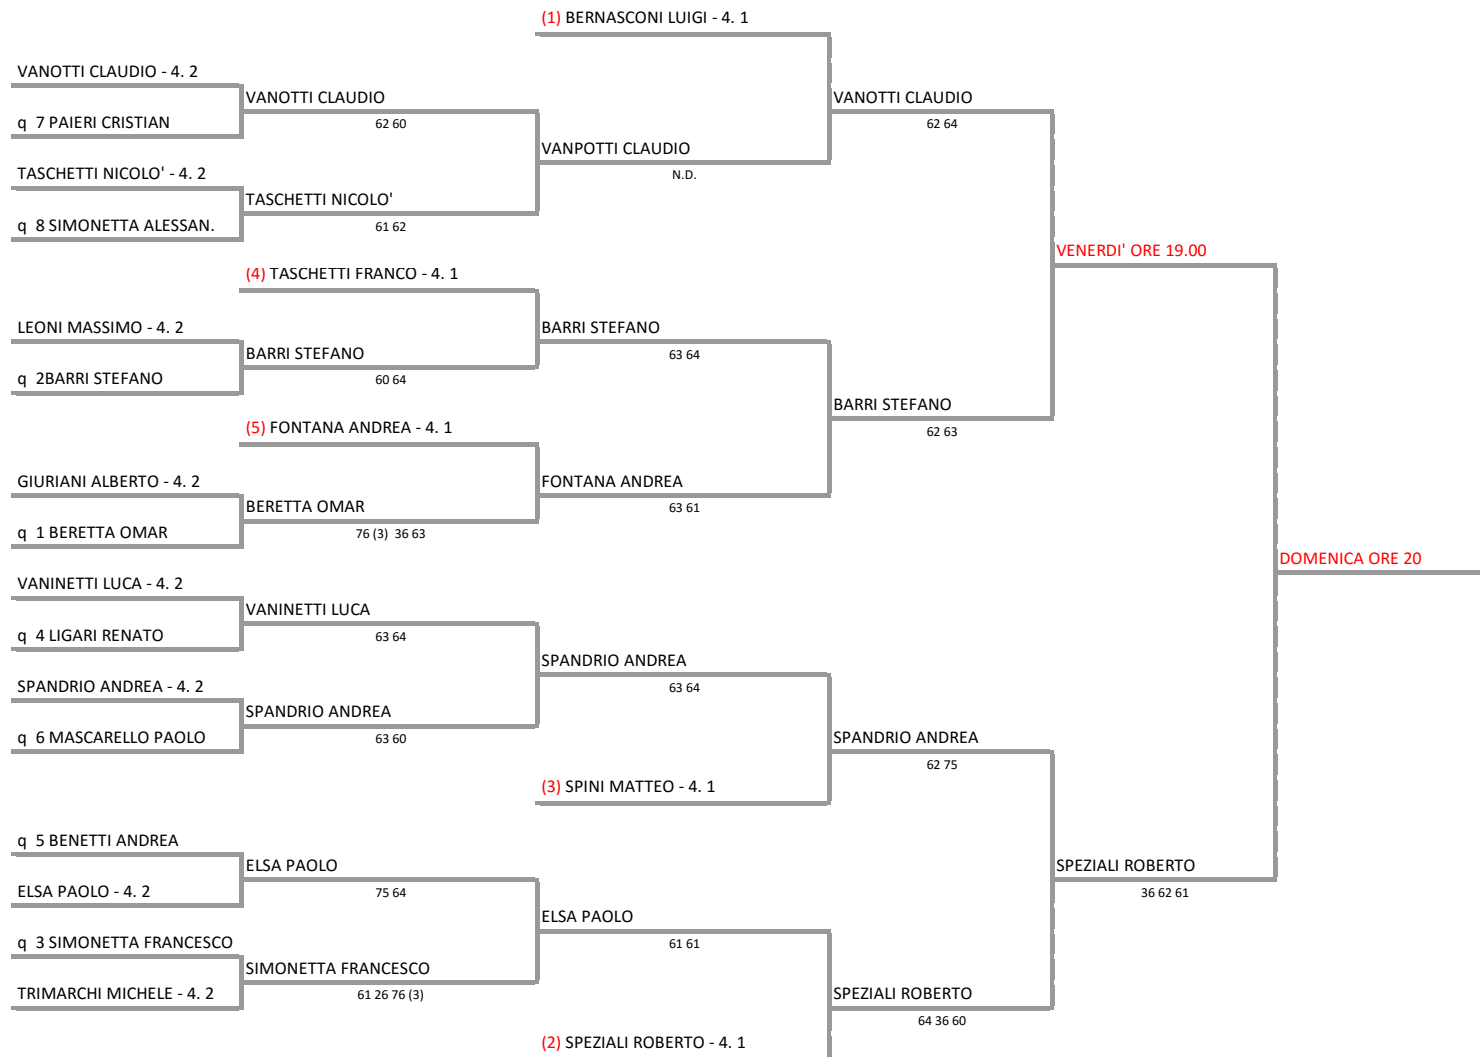 (1) BERNASCONI LUIGI - 4. 1
VANOTTI CLAUDIO - 4. 2
VANOTTI CLAUDIO
VANOTTI CLAUDIO
q 7 PAIERI CRISTIAN
62 60
62 64
VANPOTTI CLAUDIO
TASCHETTI NICOLO' - 4. 2
N.D.
TASCHETTI NICOLO'
q 8 SIMONETTA ALESSAN.
61 62
VENERDI' ORE 19.00
(4) TASCHETTI FRANCO - 4. 1
LEONI MASSIMO - 4. 2
BARRI STEFANO
BARRI STEFANO
63 64
q 2BARRI STEFANO
60 64
BARRI STEFANO
(5) FONTANA ANDREA - 4. 1
62 63
GIURIANI ALBERTO - 4. 2
FONTANA ANDREA
BERETTA OMAR
63 61
q 1 BERETTA OMAR
76 (3) 36 63
DOMENICA ORE 20
VANINETTI LUCA - 4. 2
VANINETTI LUCA
q 4 LIGARI RENATO
63 64
SPANDRIO ANDREA
SPANDRIO ANDREA - 4. 2
63 64
SPANDRIO ANDREA
q 6 MASCARELLO PAOLO
63 60
SPANDRIO ANDREA
62 75
(3) SPINI MATTEO - 4. 1
q 5 BENETTI ANDREA
ELSA PAOLO
SPEZIALI ROBERTO
ELSA PAOLO - 4. 2
75 64
36 62 61
ELSA PAOLO
q 3 SIMONETTA FRANCESCO
61 61
SIMONETTA FRANCESCO
TRIMARCHI MICHELE - 4. 2
61 26 76 (3)
SPEZIALI ROBERTO
64 36 60
(2) SPEZIALI ROBERTO - 4. 1